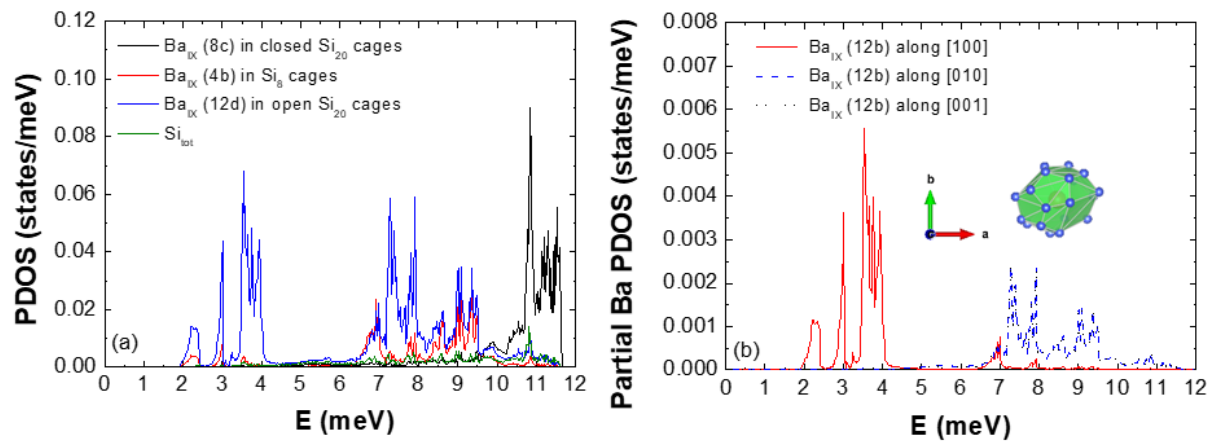 0.12
0.10
0.08
0.06
0.04
0.02
0.00
PDOS (states/meV)
Ba_IX (8c) in closed Si_20 cages
Ba_IX (4b) in Si_8 cages
Ba_IX (12d) in open Si_20 cages
Si_tot
(a)
0 1 2 3 4 5 6 7 8 9 10 11 12
E (meV)
0.008
0.007
0.006
0.005
0.004
0.003
0.002
0.001
0.000
Partial Ba PDOS (states/meV)
Ba_IX (12b) along [100]
Ba_IX (12b) along [010]
Ba_IX (12b) along [001]
b
a
(b)
0 1 2 3 4 5 6 7 8 9 10 11 12
E (meV)